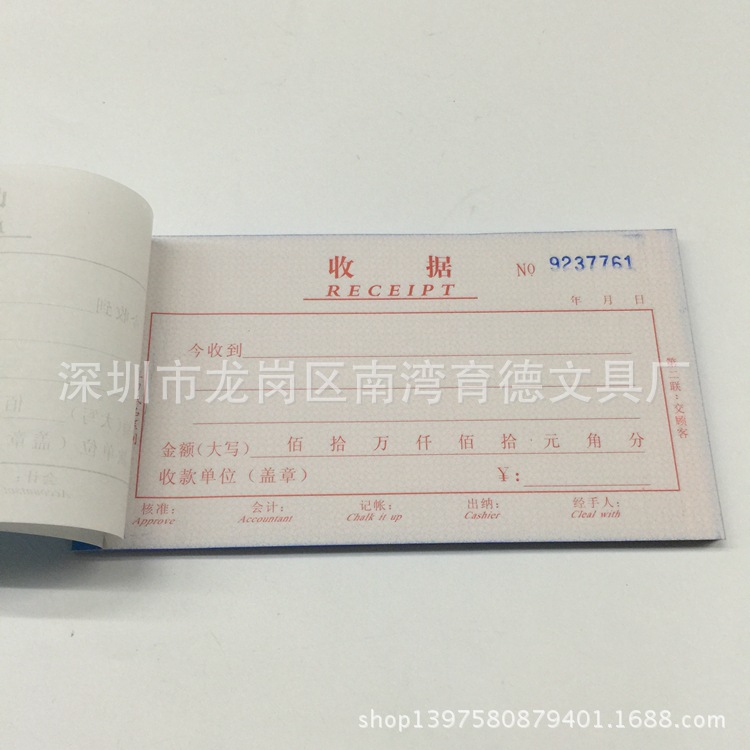 收据
RECEIPT
No 9237761
年 月 日
今收到
深圳市龙岗区南湾育德文具厂
金额(大写) 佰 拾 万 仟 佰 拾 元 角 分
收款单位(盖章) ¥:
第二联:交顾客
核准: 会计: 记帐: 出纳: 经手人:
Approve Accountant Chalk it up Cashier Cleal with
shop1397580879401.1688.com